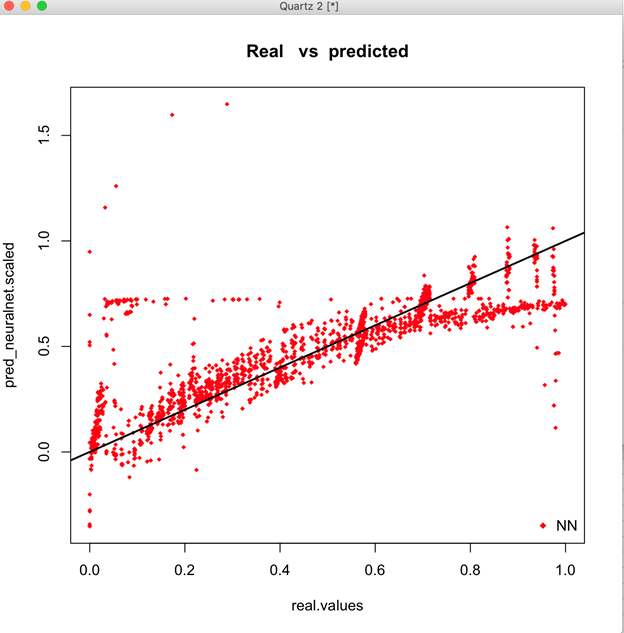 Quartz 2 [*]
Real vs predicted
pred_neuralnet.scaled
1.5
1.0
0.5
0.0
NN
0.0 0.2 0.4 0.6 0.8 1.0
real.values